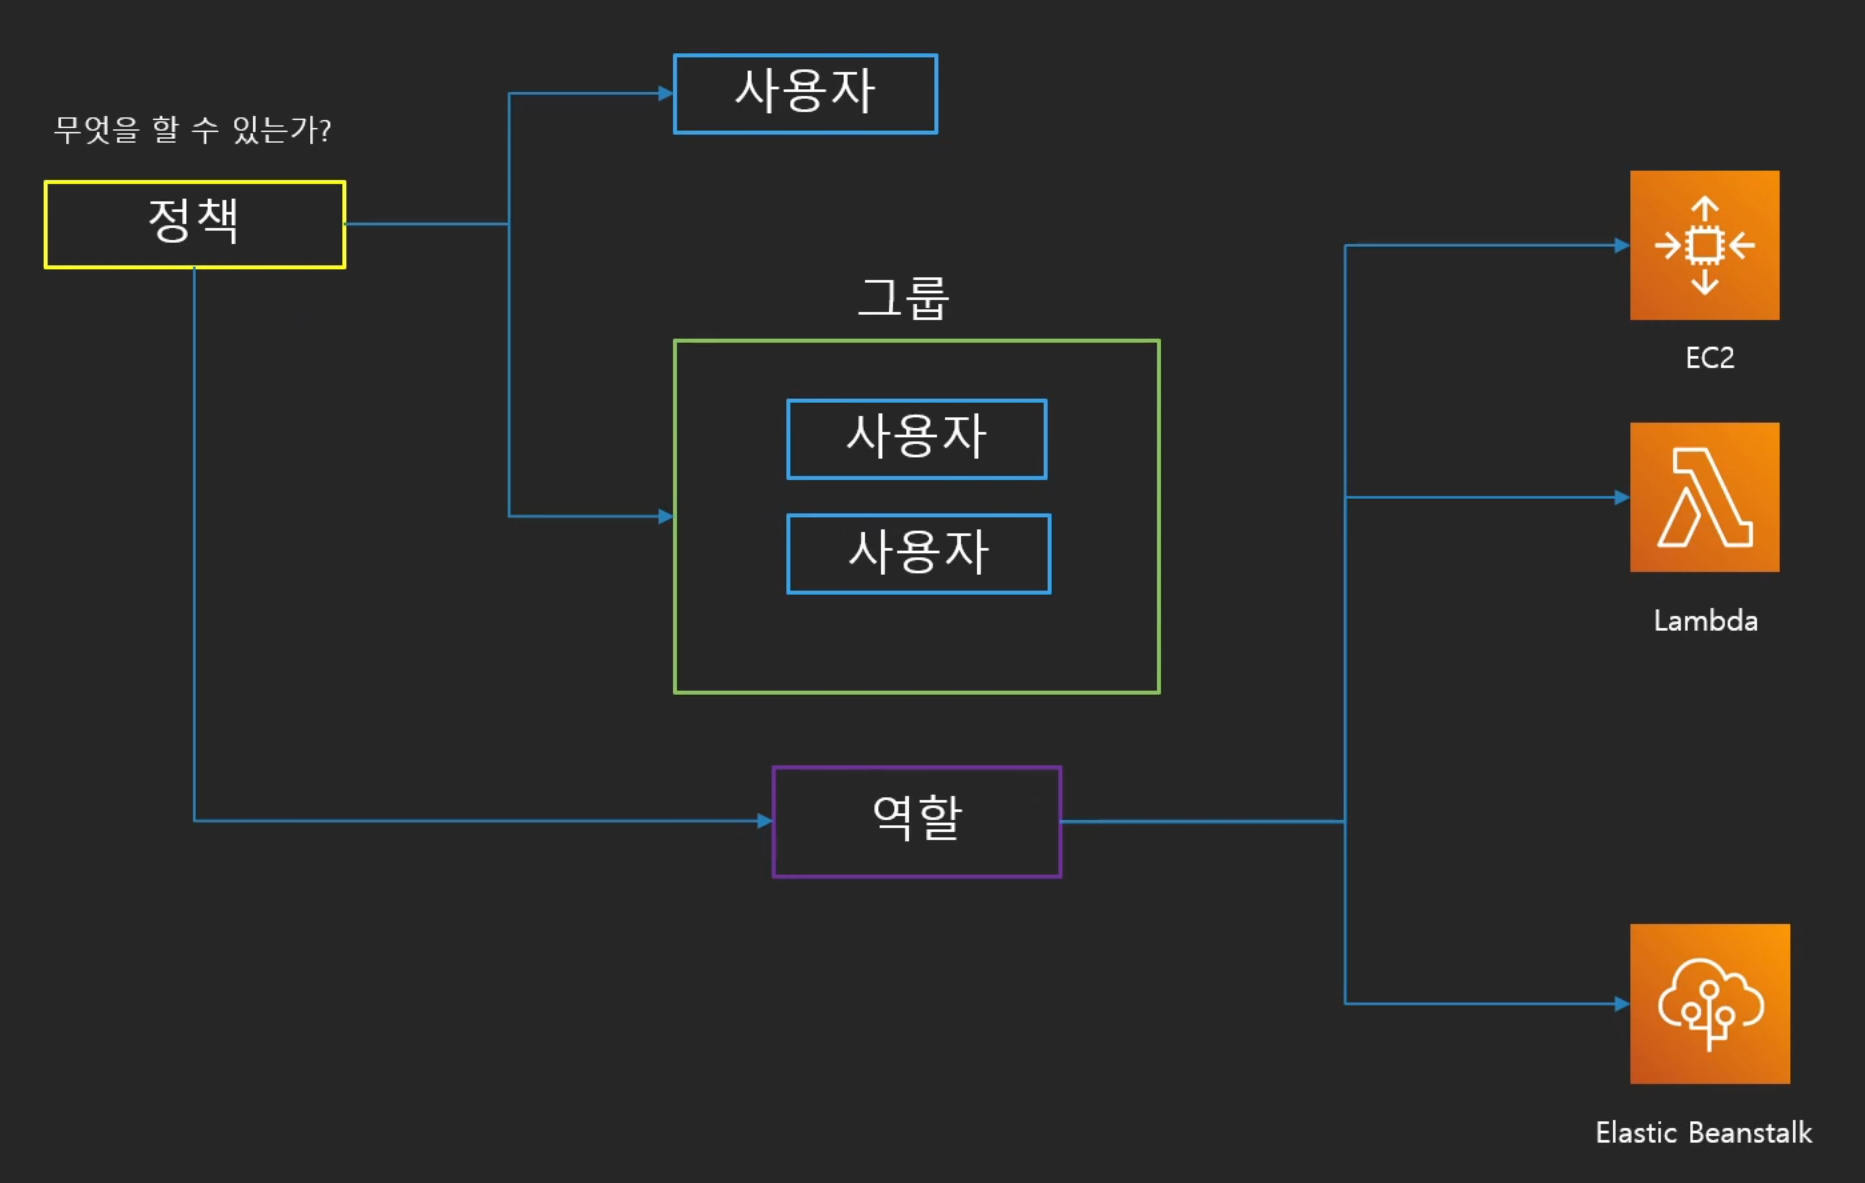 사용자
무엇을 할 수 있는가?
정책
그룹
사용자
사용자
역할
EC2
Lambda
Elastic Beanstalk